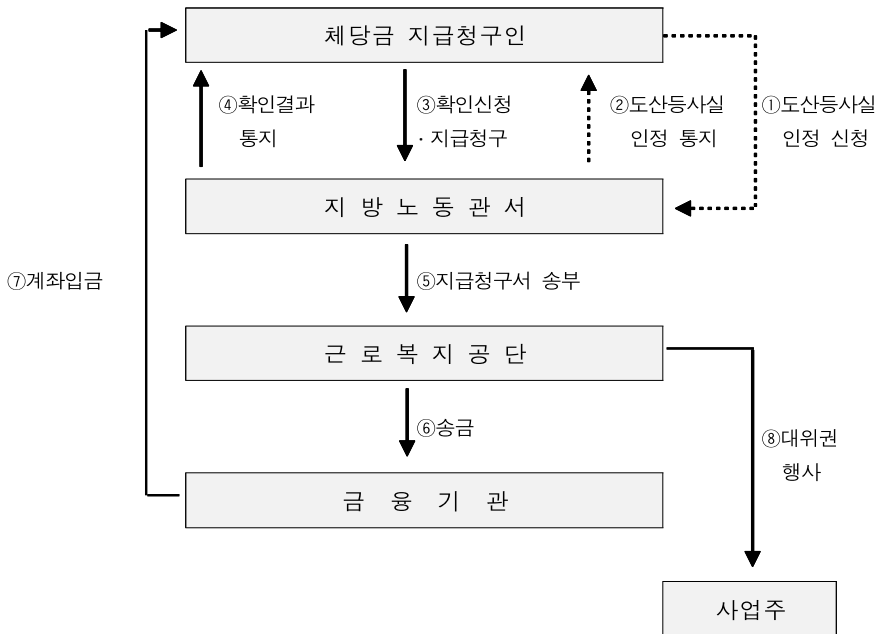 체당금 지급청구인
④확인결과
통지
③확인신청
· 지급청구
②도산등사실
인정 통지
①도산등사실
인정 신청
지 방 노 동 관 서
⑦계좌입금
⑤지급청구서 송부
근 로 복 지 공 단
⑥송금
⑧대위권
행사
금 융 기 관
사업주